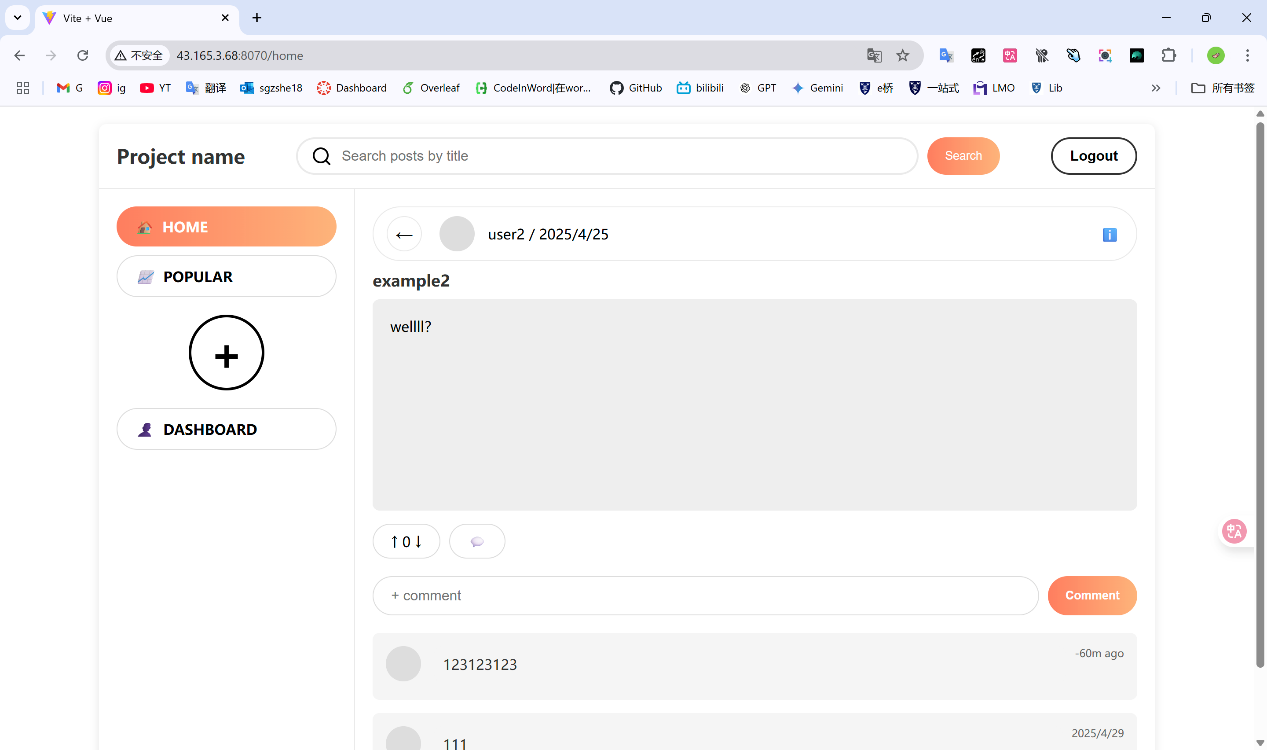 Vite + Vue
不安全
43.165.3.68:8070/home
G
ig
YT
翻译
sgzshe18
Dashboard
Overleaf
CodeInWord|在wor...
GitHub
bilibili
GPT
Gemini
e桥
一站式
LMO
Lib
所有书签
Project name
Search posts by title
Search
Logout
HOME
POPULAR
+
DASHBOARD
← user2 / 2025/4/25
example2
wellll?
↑ 0 ↓
+ comment
Comment
123123123
-60m ago
111
2025/4/29